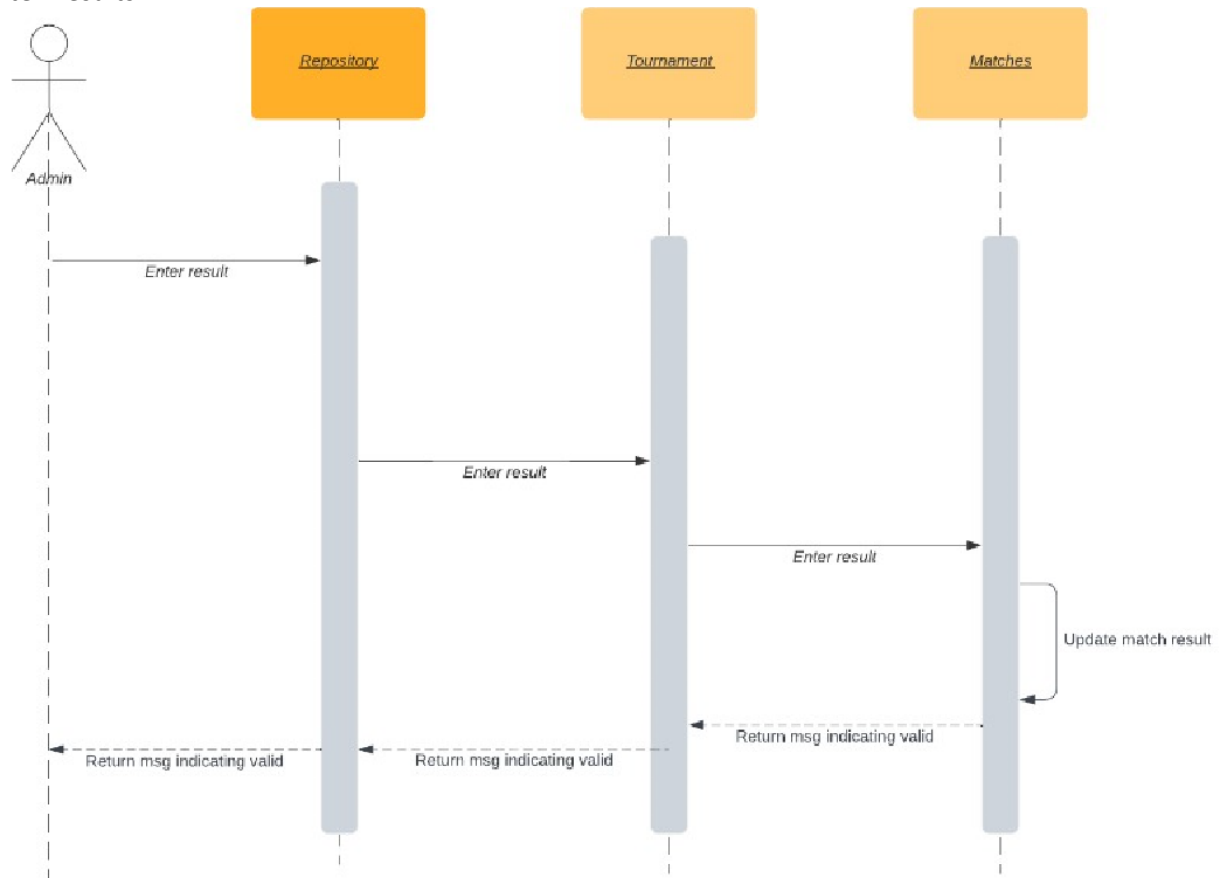 Repository
Tournament
Matches
Admin
Enter result
Enter result
Enter result
Update match result
Return msg indicating valid
Return msg indicating valid
Return msg indicating valid